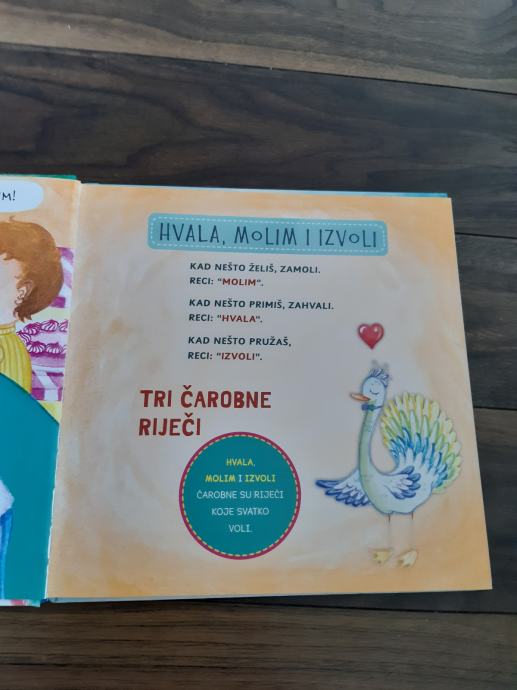 HVALA, MOLIM I IZVOLI
KAD NEŠTO ŽELIŠ, ZAMOLI.
RECI: "MOLIM".
KAD NEŠTO PRIMIŠ, ZAHVALI.
RECI: "HVALA".
KAD NEŠTO PRUŽAŠ,
RECI: "IZVOLI".
TRI ČAROBNE
RIJEČI
HVALA,
MOLIM I IZVOLI
ČAROBNE SU RIJEČI
KOJE SVATKO
VOLI.